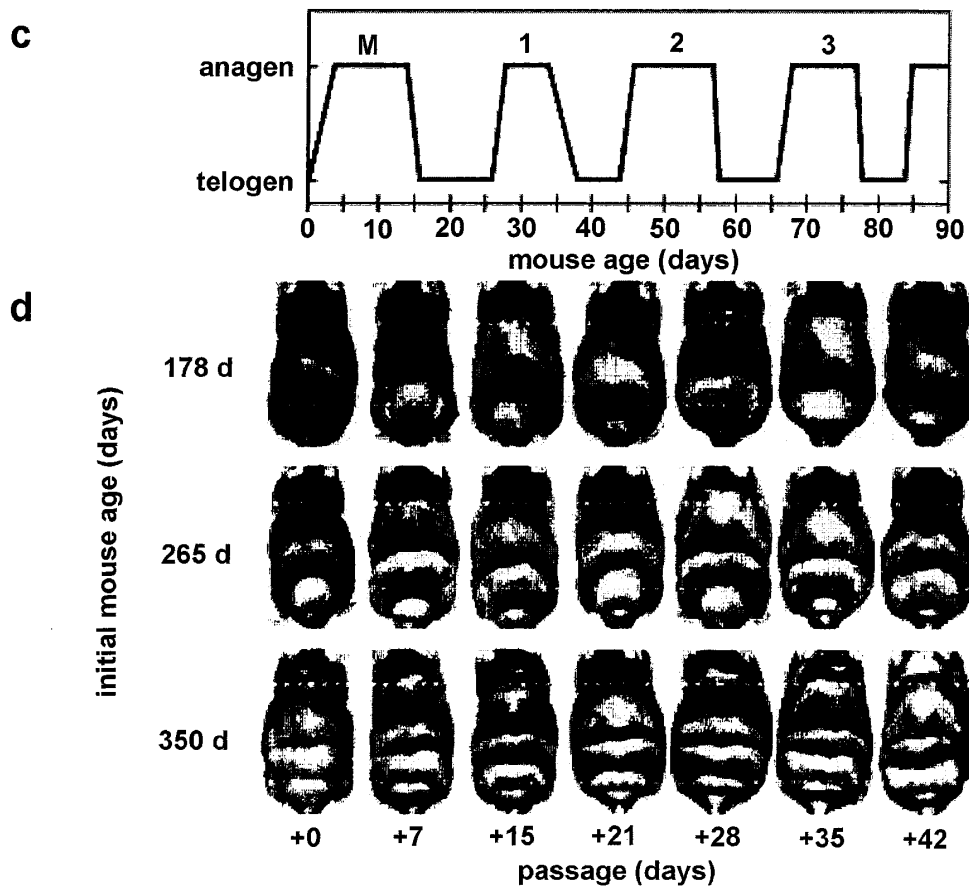 c
M 1 2 3
anagen
telogen
0 10 20 30 40 50 60 70 80 90
mouse age (days)
d
initial mouse age (days)
178 d
265 d
350 d
+0 +7 +15 +21 +28 +35 +42
passage (days)